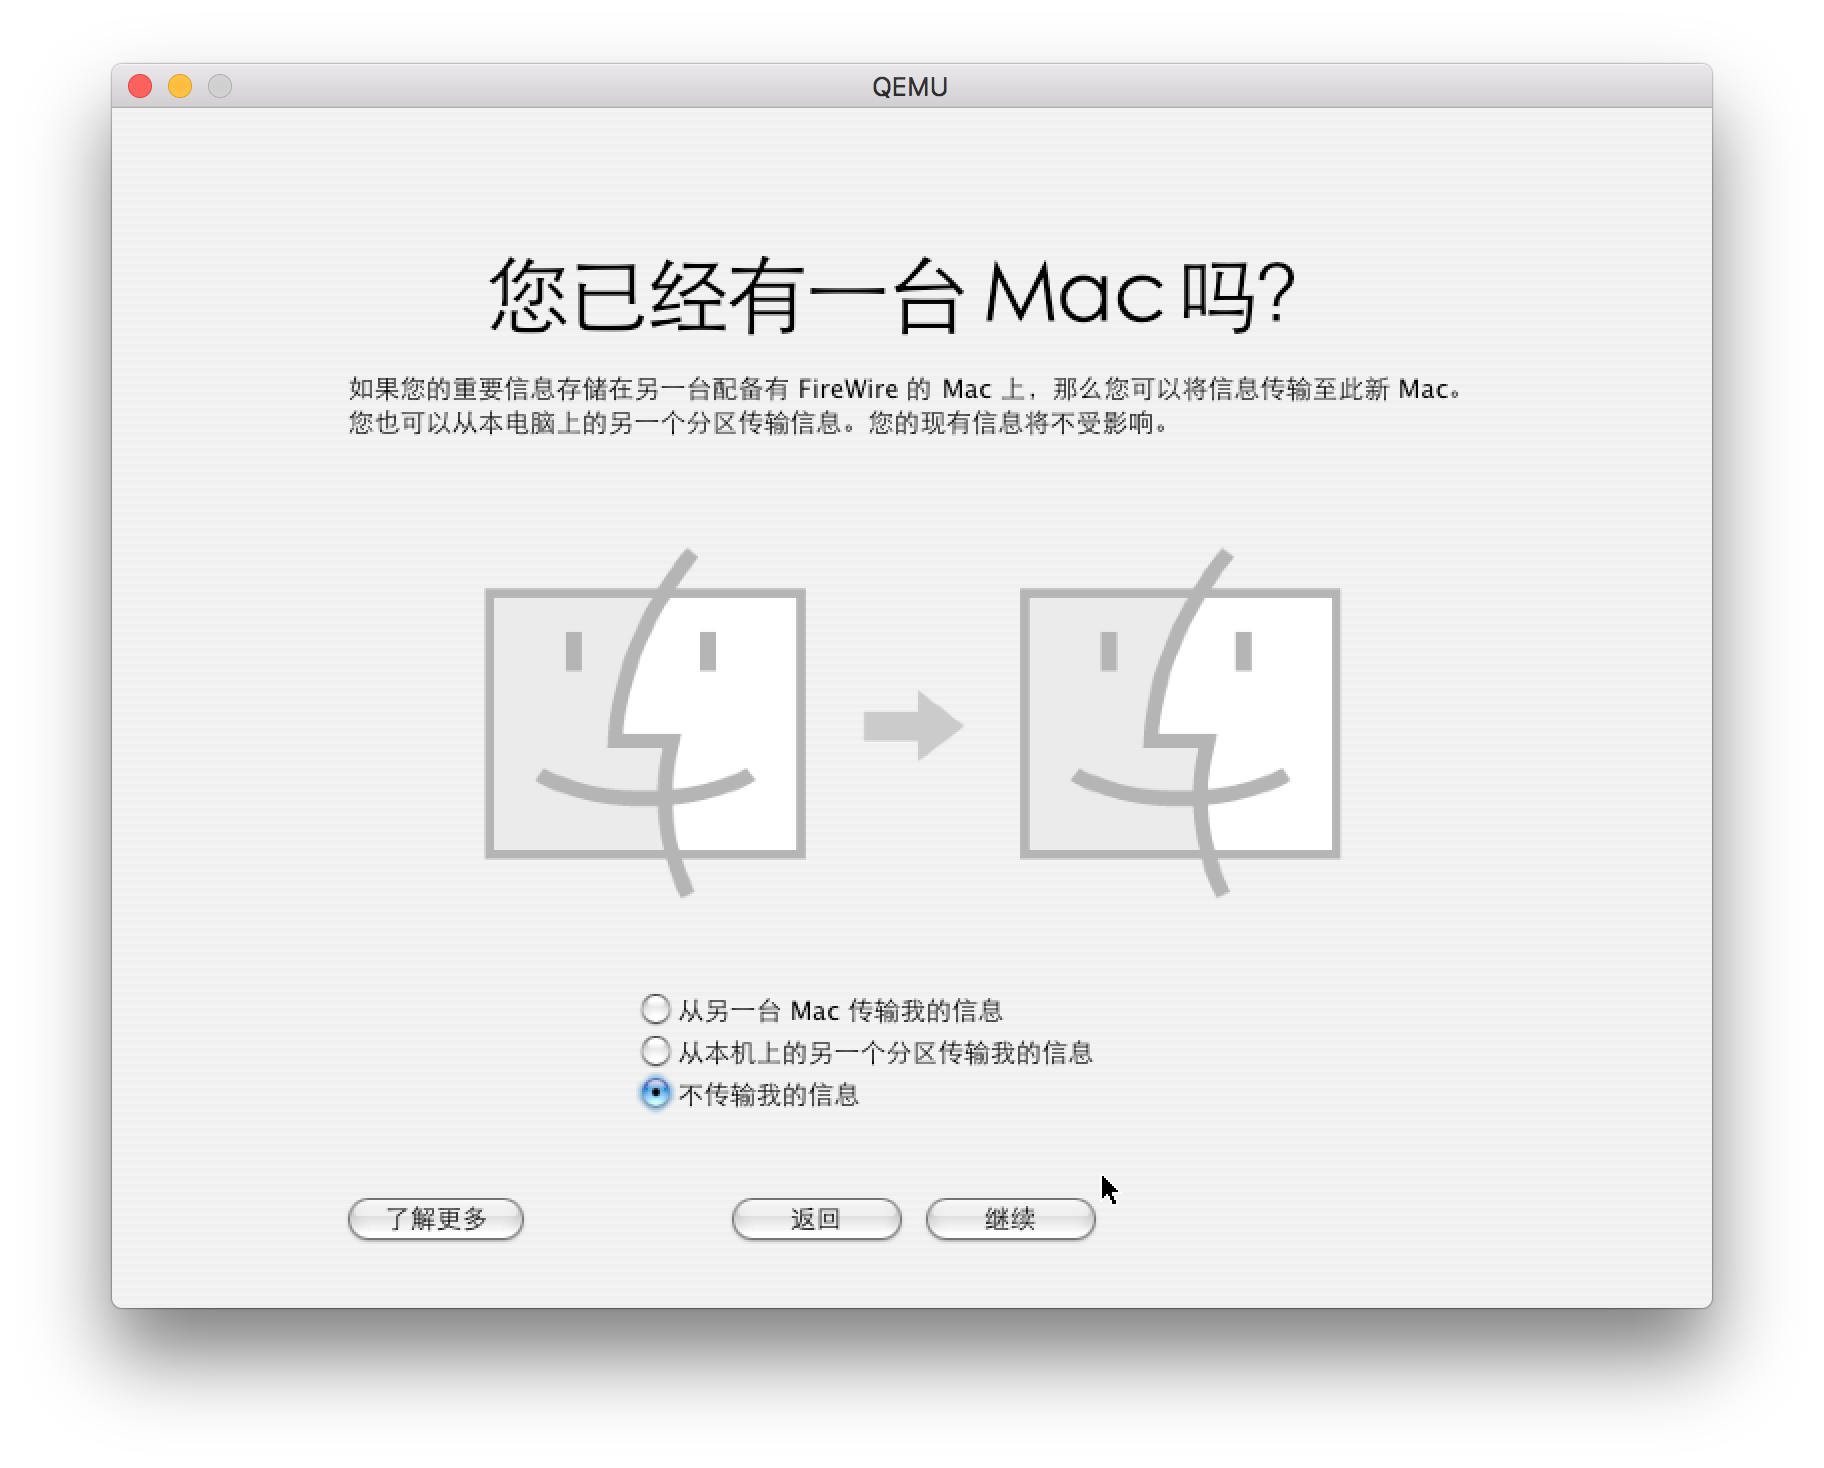 QEMU
您已经有一台 Mac 吗?
如果您的重要信息存储在另一台配备有 FireWire 的 Mac 上，那么您可以将信息传输至此新 Mac。
您也可以从本电脑上的另一个分区传输信息。您的现有信息将不受影响。
从另一台 Mac 传输我的信息
从本机上的另一个分区传输我的信息
不传输我的信息
了解更多 返回 继续